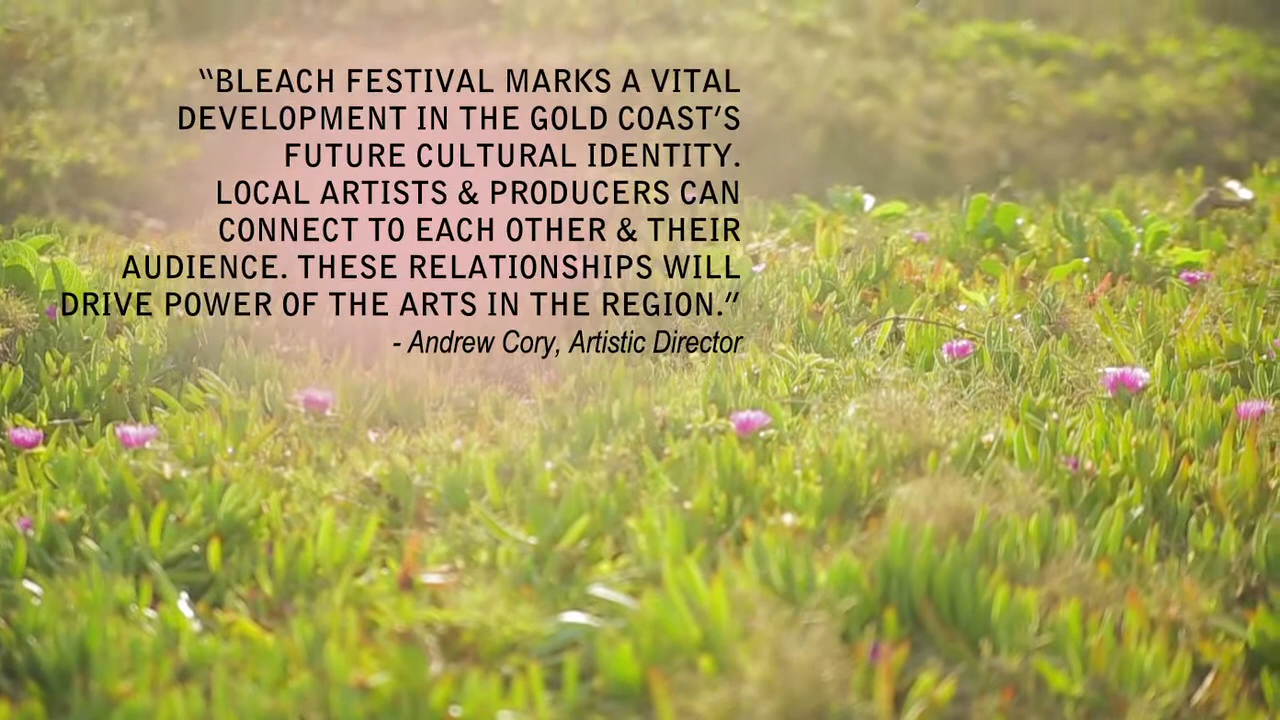 “BLEACH FESTIVAL MARKS A VITAL
DEVELOPMENT IN THE GOLD COAST’S
FUTURE CULTURAL IDENTITY.
LOCAL ARTISTS & PRODUCERS CAN
CONNECT TO EACH OTHER & THEIR
AUDIENCE. THESE RELATIONSHIPS WILL
DRIVE POWER OF THE ARTS IN THE REGION.”
- Andrew Cory, Artistic Director